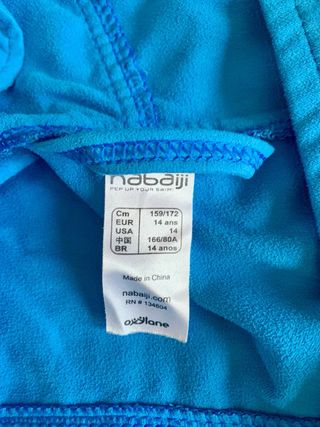 nabaiji
PEP UP YOUR SWIM
Cm 159/172
EUR 14 ans
USA 14
中国 166/80A
BR 14 anos
Made in China
nabaiji.com
RN # 134604
oxylane